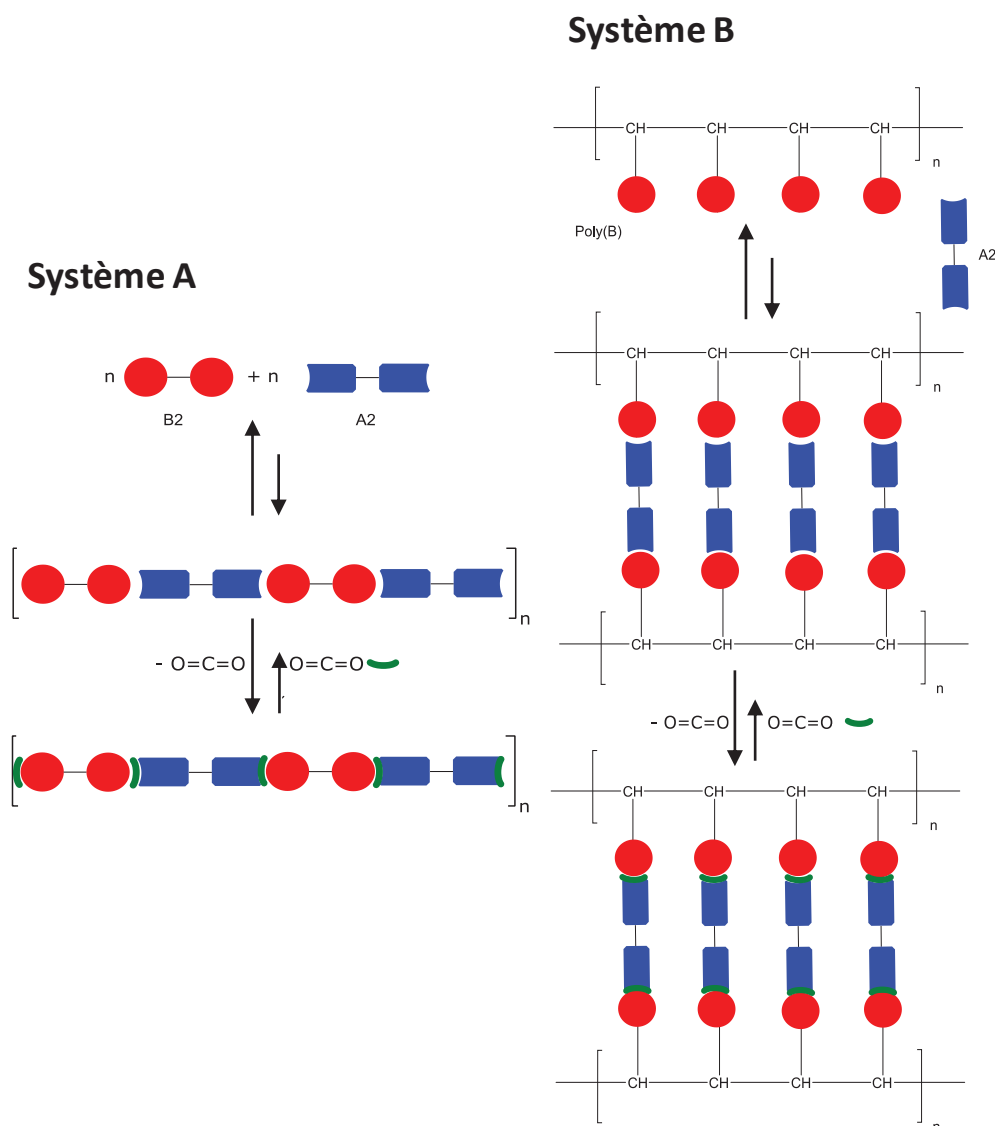 Système B
CH CH CH CH
n
Poly(B)
A2
Système A
n + n
B2 A2
CH CH CH CH
n
n
- O=C=O O=C=O
CH CH CH CH
n
- O=C=O O=C=O
n
CH CH CH CH
n
CH CH CH CH
n